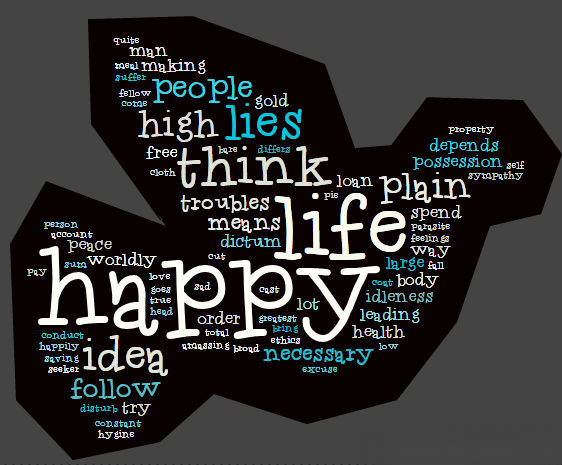 quite
man
meal making
suffer
people
fellow
come
gold
high lies
free bare differs
cloth
think
property
depends
possession self
sympathy
loan plain
pie
troubles
means
life
spend
parasite
feelings
dictum
way
person
account
peace
cut
large fall
worldly
sum
pay
happy
love
goes
true
head
sad
cast
coat body
idleness
lot
leading
order
greatest
health
conduct
happily
saving
seeker
idea
total
bring
amassing
broad
ethics
low
necessary
excuse
follow
disturb try
constant
hygine